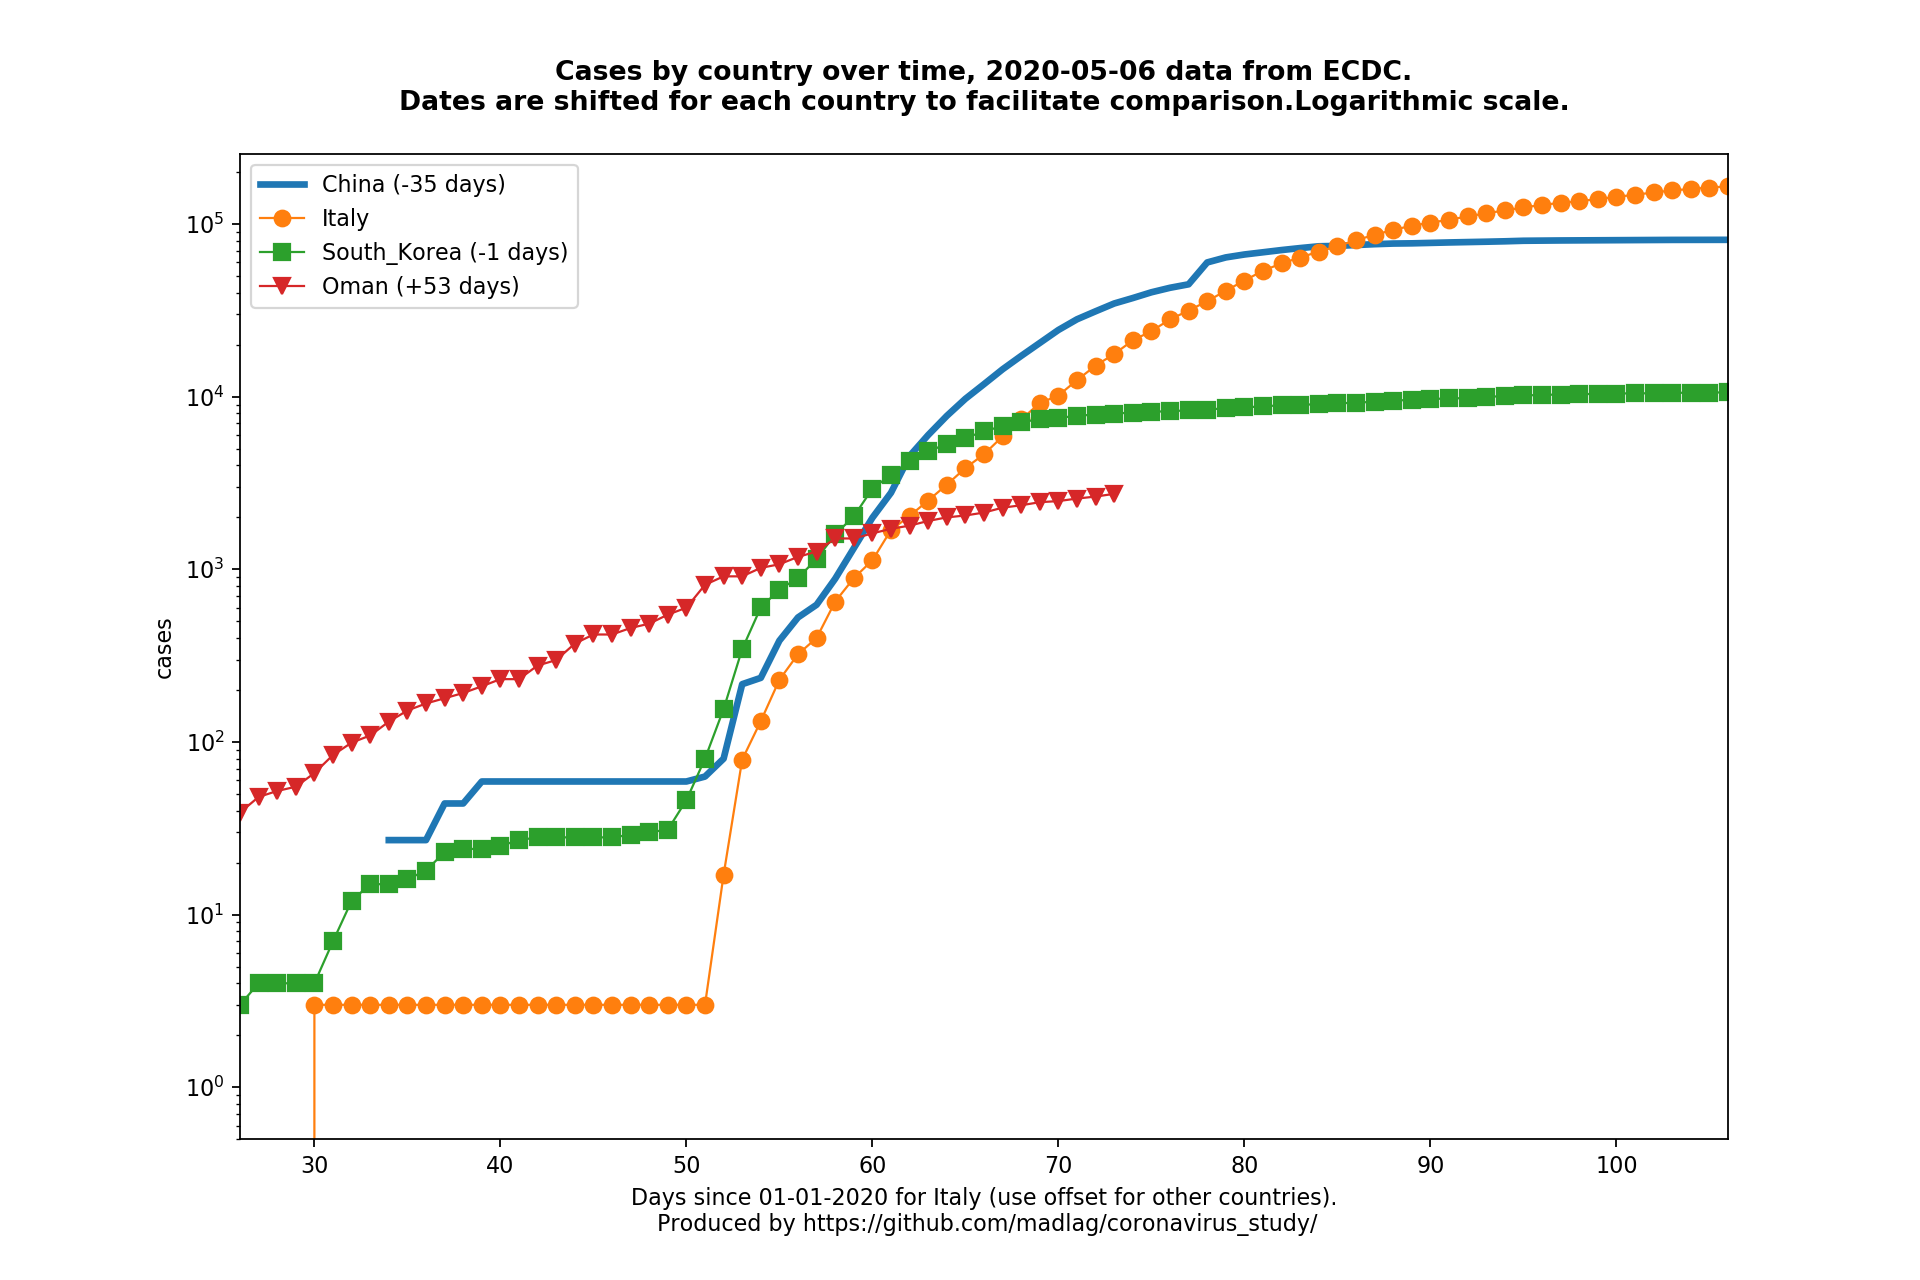 Cases by country over time, 2020-05-06 data from ECDC.
Dates are shifted for each country to facilitate comparison.Logarithmic scale.
China (-35 days)
Italy
South_Korea (-1 days)
Oman (+53 days)
10^5
10^4
10^3
10^2
10^1
10^0
cases
30 40 50 60 70 80 90 100
Days since 01-01-2020 for Italy (use offset for other countries).
Produced by https://github.com/madlag/coronavirus_study/